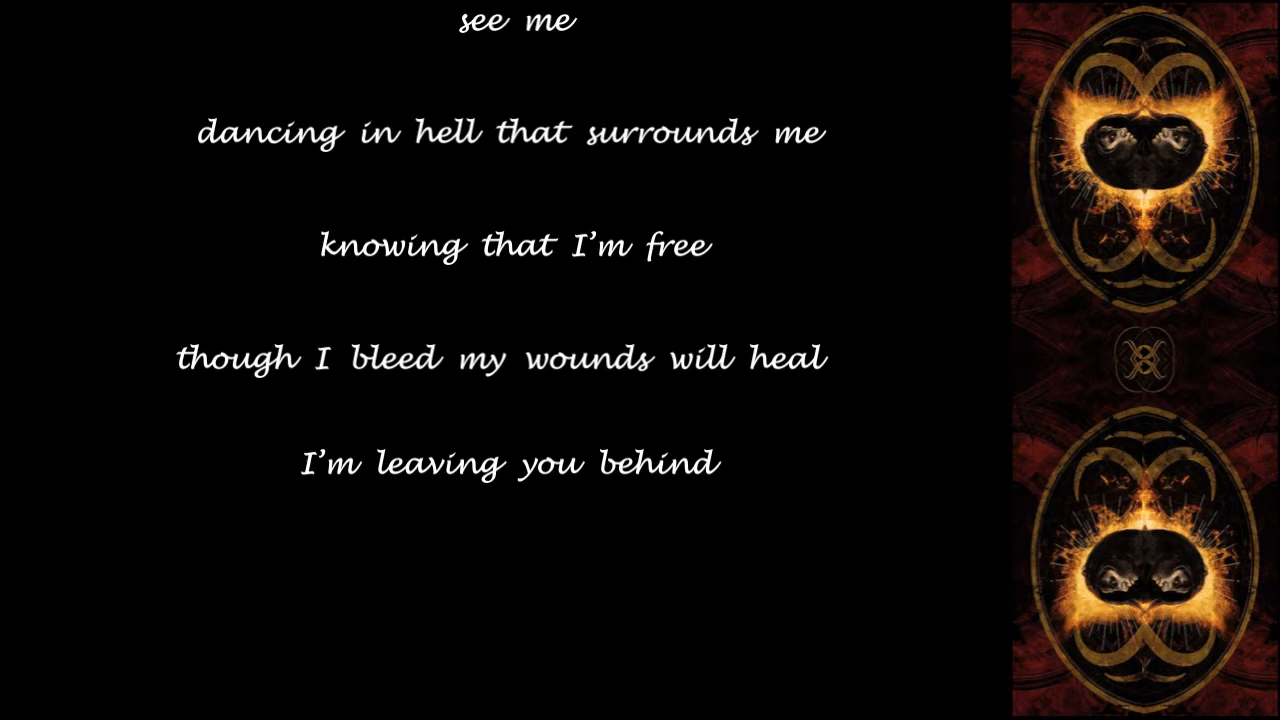 see me
dancing in hell that surrounds me
knowing that I'm free
though I bleed my wounds will heal
I'm leaving you behind